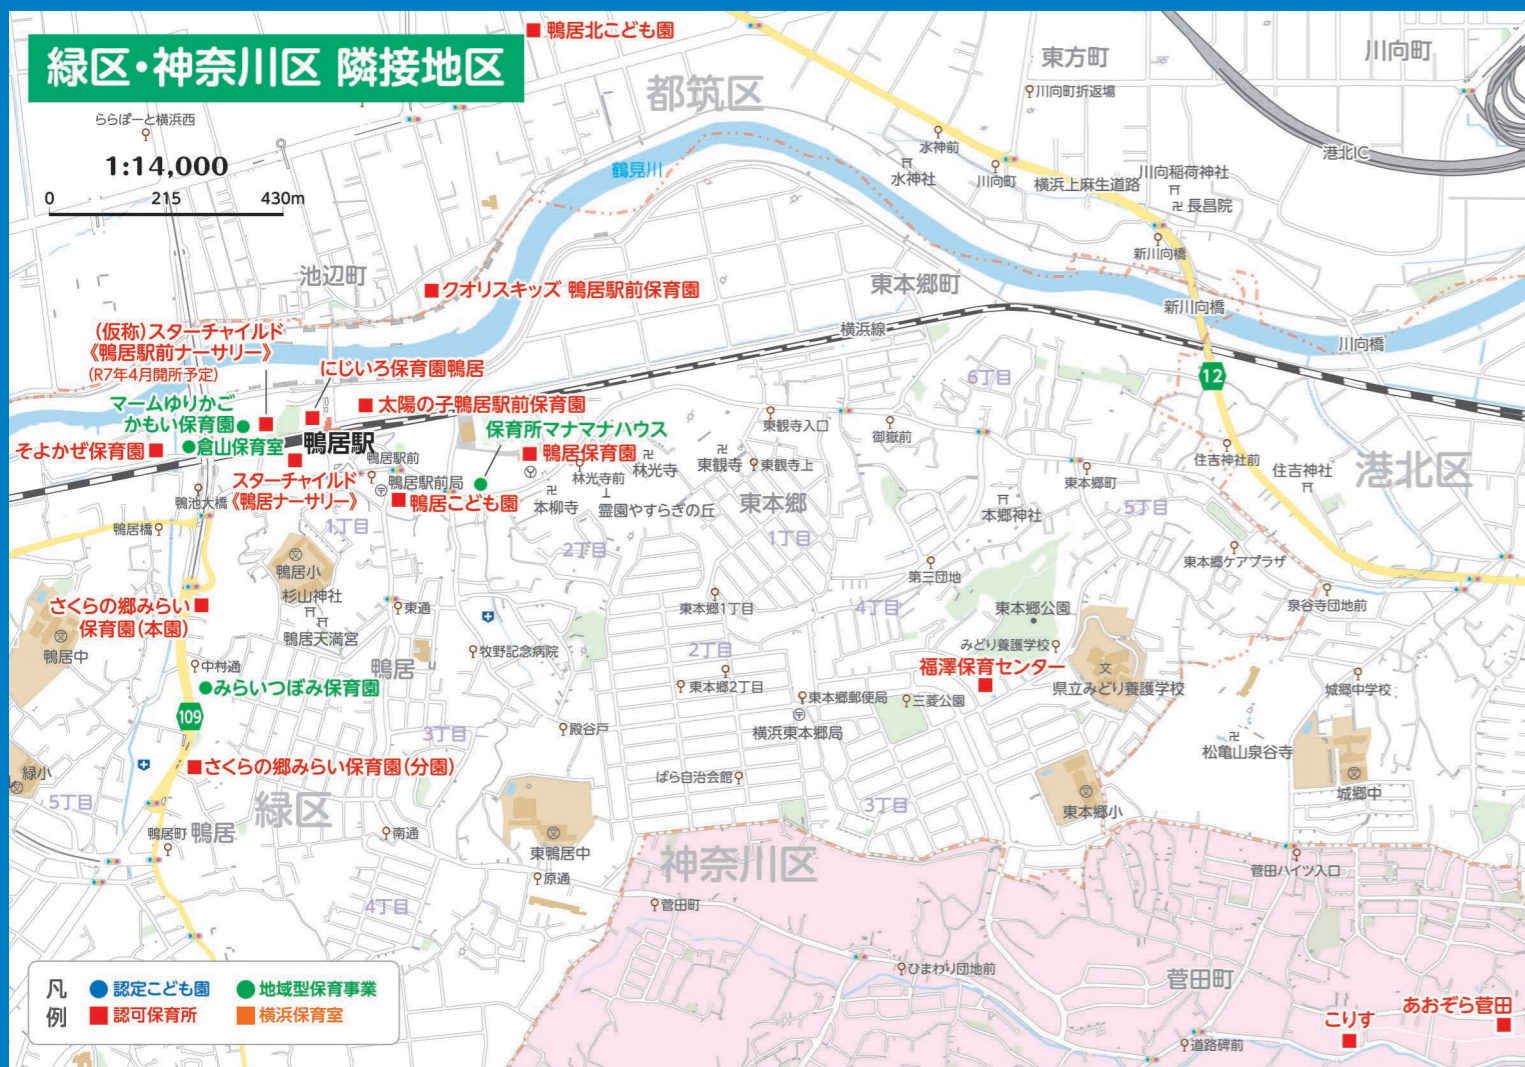 緑区・神奈川区 隣接地区
鴨居北こども園
都筑区
東方町
川向町
川向町折返場
ららぽーと横浜西
1:14,000
0 215 430m
鶴見川
水神前
水神社
川向町
横浜上麻生道路
港北IC
川向稲荷神社
長昌院
新川向橋
池辺町
クオリスキッズ 鴨居駅前保育園
東本郷町
新川向橋
横浜線
川向橋
(仮称)スターチャイルド
《鴨居駅前ナーサリー》
(R7年4月開所予定)
にじいろ保育園鴨居
6丁目
12
マームゆりかご
かもい保育園
太陽の子鴨居駅前保育園
東観寺入口
御嶽前
保育所マナマナハウス
そよかぜ保育園
倉山保育室
鴨居駅
鴨居駅前
鴨居保育園
林光寺
東観寺
東観寺上
住吉神社前
住吉神社
港北区
スターチャイルド
《鴨居ナーサリー》
鴨居駅前局
林光寺前
東本郷町
鴨池大橋
鴨居こども園
本柳寺
霊園やすらぎの丘
東本郷
本郷神社
5丁目
鴨居橋
1丁目
2丁目
1丁目
鴨居小
第三団地
東本郷ケアプラザ
杉山神社
東通
さくらの郷みらい
保育園(本園)
東本郷1丁目
4丁目
東本郷公園
泉谷寺団地前
鴨居天満宮
鴨居中
牧野記念病院
2丁目
みどり養護学校
中村通
鴨居
福澤保育センター
みらいつぼみ保育園
東本郷2丁目
東本郷郵便局
三菱公園
県立みどり養護学校
城郷中学校
109
3丁目
殿谷戸
横浜東本郷局
松亀山泉谷寺
さくらの郷みらい保育園(分園)
ばら自治会館
緑小
5丁目
緑区
3丁目
東本郷小
城郷中
鴨居町
鴨居
南通
東鴨居中
神奈川区
菅田ハイツ入口
原通
4丁目
菅田町
ひまわり団地前
菅田町
凡例
認定こども園
地域型保育事業
認可保育所
横浜保育室
こりす
あおぞら菅田
道路碑前